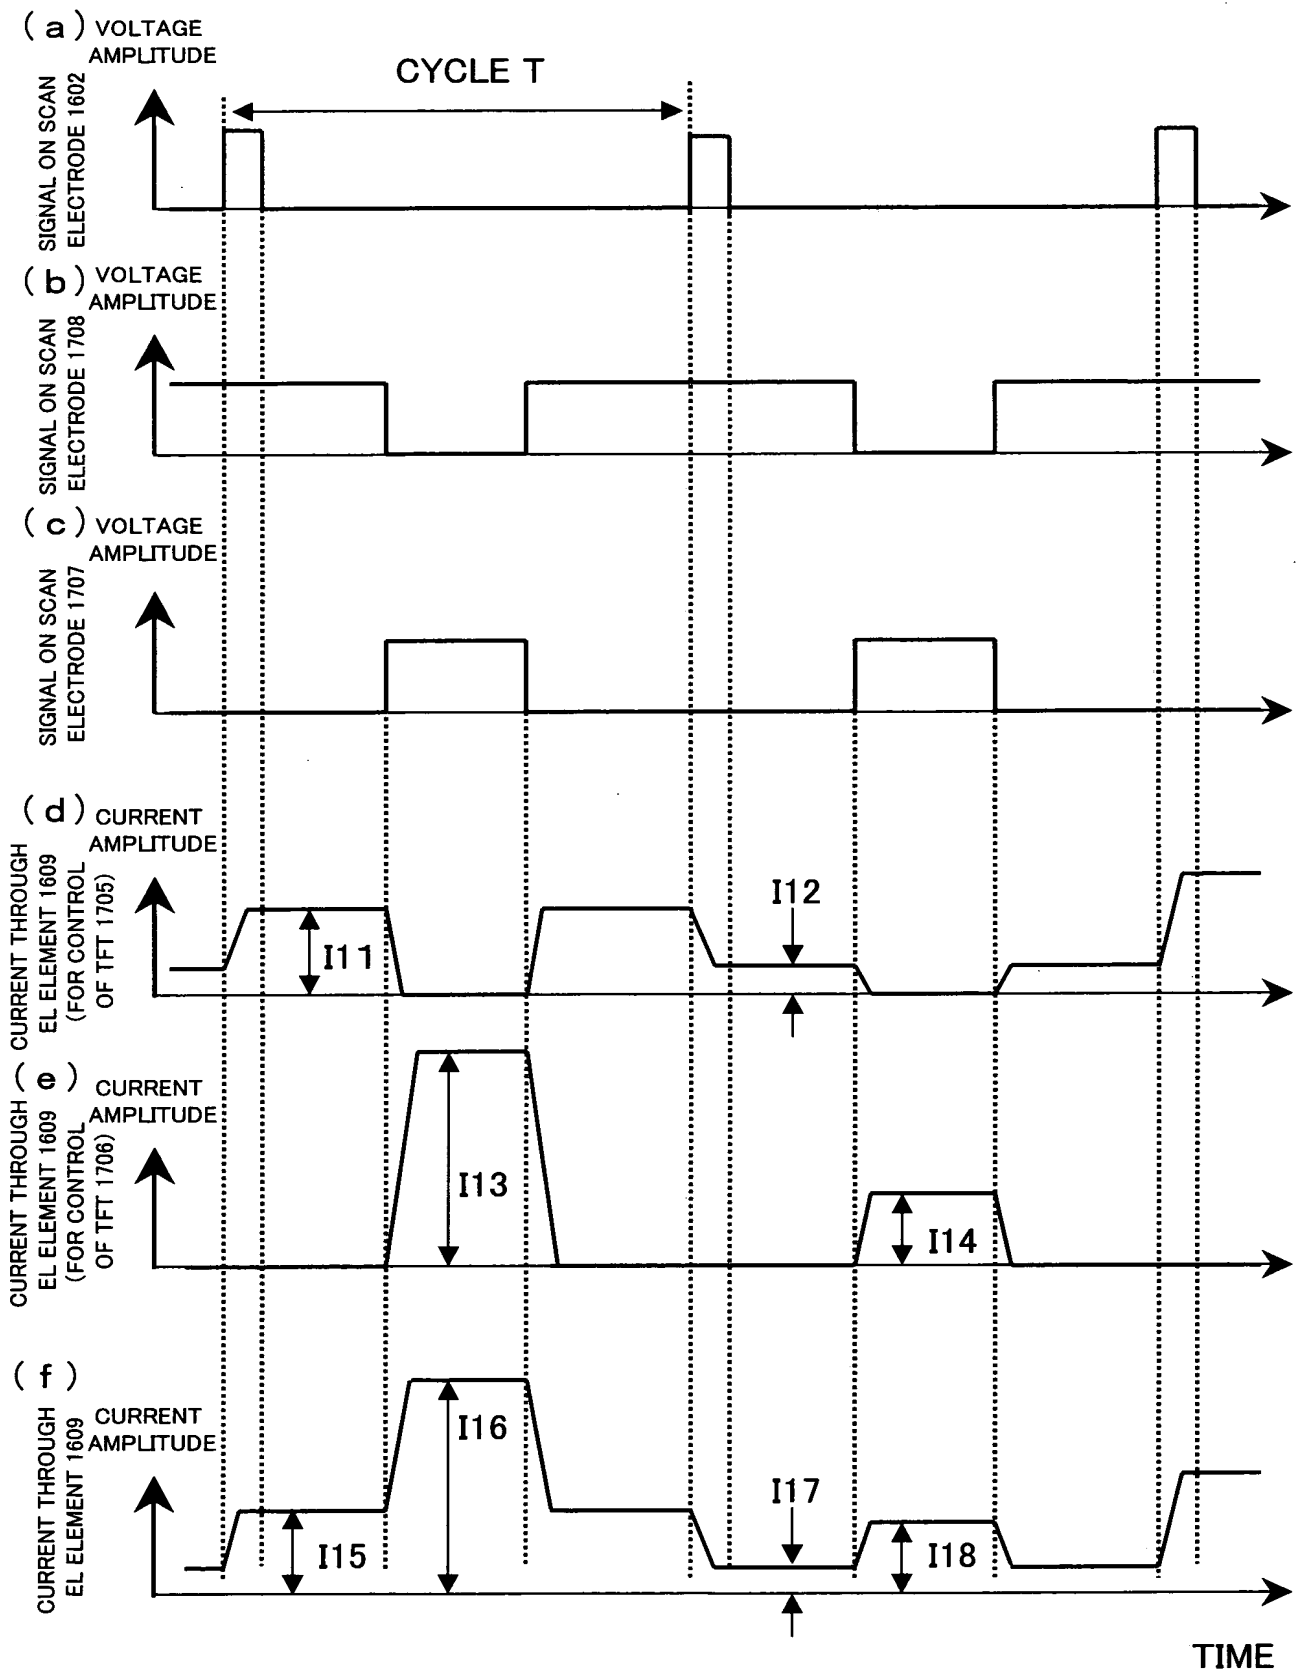 (a) VOLTAGE
AMPLITUDE
SIGNAL ON SCAN
ELECTRODE 1602
CYCLE T
(b) VOLTAGE
AMPLITUDE
SIGNAL ON SCAN
ELECTRODE 1708
(c) VOLTAGE
AMPLITUDE
SIGNAL ON SCAN
ELECTRODE 1707
(d) CURRENT
AMPLITUDE
CURRENT THROUGH
EL ELEMENT 1609
(FOR CONTROL
OF TFT 1705)
I11
I12
(e) CURRENT
AMPLITUDE
CURRENT THROUGH
EL ELEMENT 1609
(FOR CONTROL
OF TFT 1706)
I13
I14
(f)
CURRENT
AMPLITUDE
CURRENT THROUGH
EL ELEMENT 1609
I15
I16
I17
I18
TIME